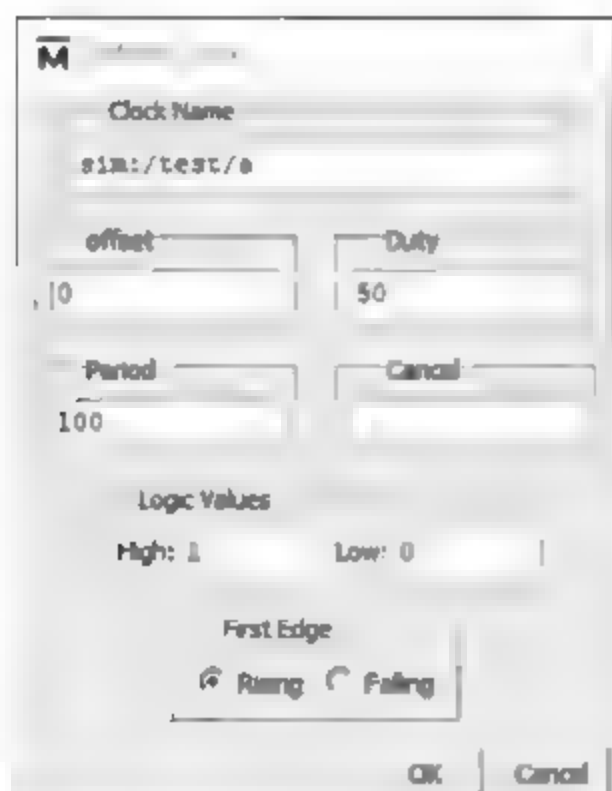 M
Clock Name
sim:/test/a
offset Duty
0 50
Period Cancel
100
Logic Values
High: 1 Low: 0
First Edge
Rising Falling
OK Cancel